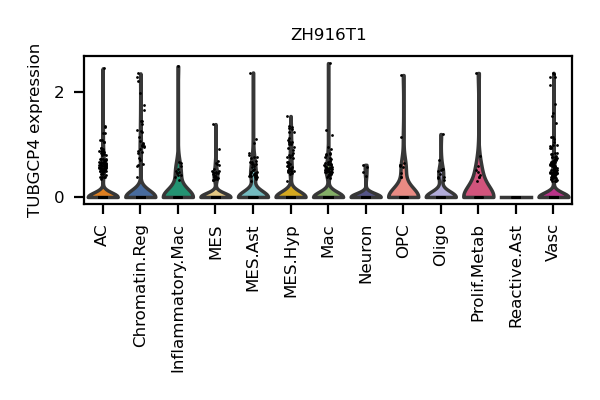 ZH916T1
TUBGCP4 expression
2
0
AC
Chromatin.Reg
Inflammatory.Mac
MES
MES.Ast
MES.Hyp
Mac
Neuron
OPC
Oligo
Prolif.Metab
Reactive.Ast
Vasc